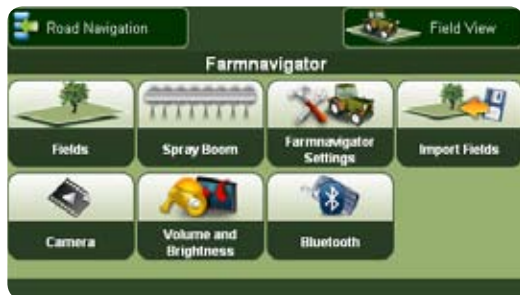 Road Navigation
Field View
Farmnavigator
Fields
Spray Boom
Farmnavigator
Settings
Import Fields
Camera
Volume and
Brightness
Bluetooth